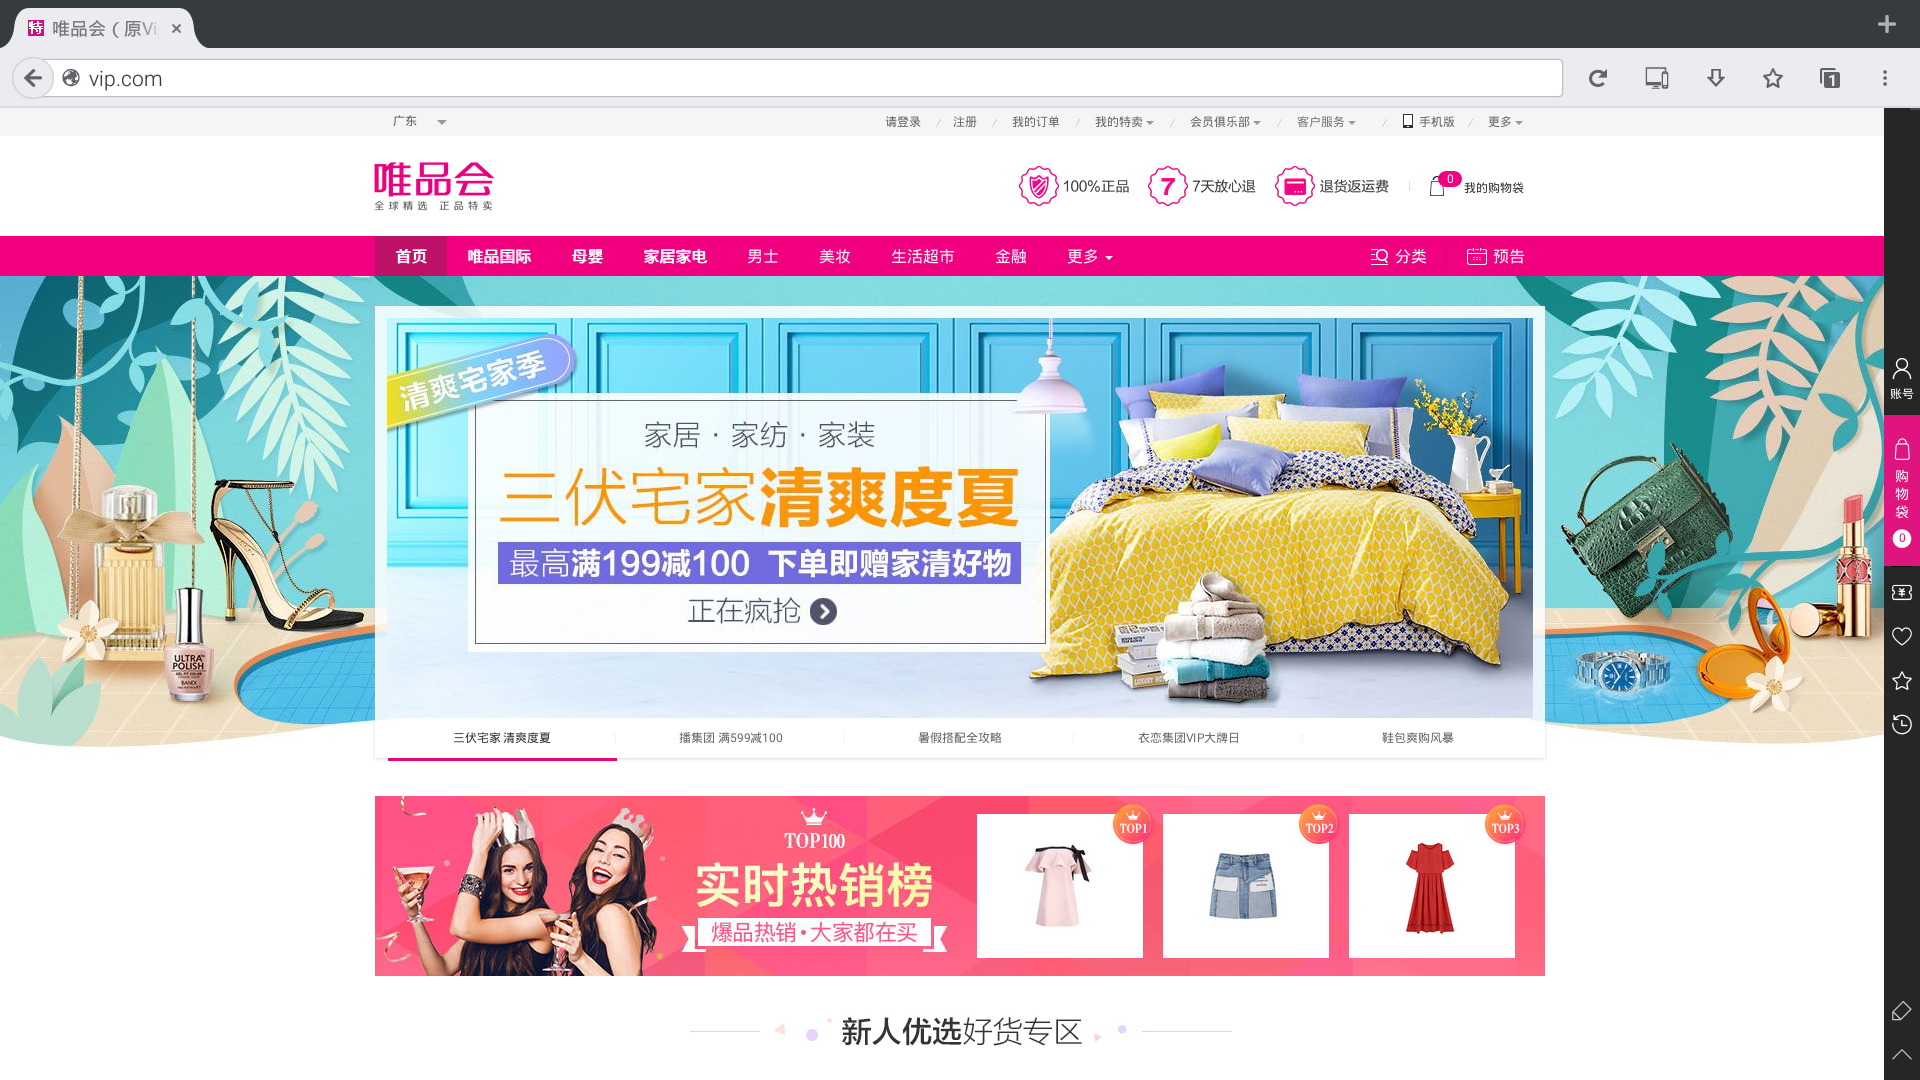 唯品会（原Vi
vip.com
广东
请登录 / 注册 / 我的订单 / 我的特卖 / 会员俱乐部 / 客户服务 / 手机版 / 更多
唯品会
全球精选 正品特卖
100%正品
7
7天放心退
退货返运费
0
我的购物袋
首页 唯品国际 母婴 家居家电 男士 美妆 生活超市 金融 更多 分类 预告
清爽宅家季
家居·家纺·家装
三伏宅家清爽度夏
最高满199减100 下单即赠家清好物
正在疯抢
ULTRA
POLISH
BANDI
三伏宅家 清爽度夏
播集团 满599减100
暑假搭配全攻略
衣恋集团VIP大牌日
鞋包爽购风暴
TOP100
实时热销榜
爆品热销·大家都在买
TOP1
TOP2
TOP3
新人优选好货专区
账号
购物袋
0
1